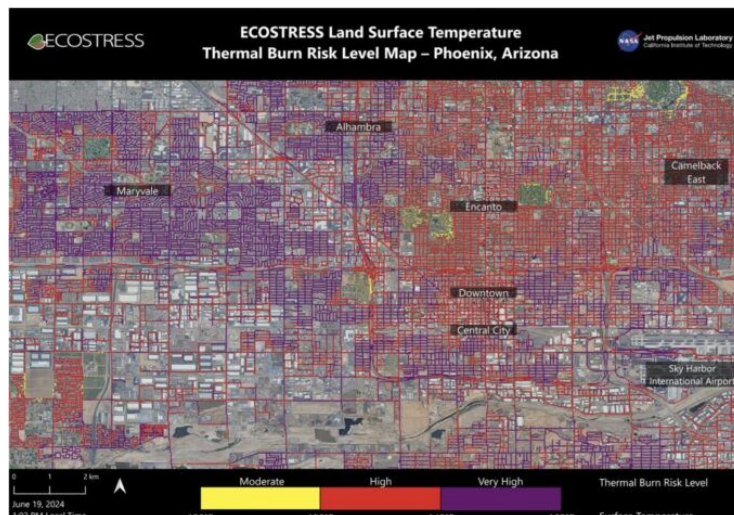 ECOSTRESS
ECOSTRESS Land Surface Temperature
Thermal Burn Risk Level Map – Phoenix, Arizona
NASA
Jet Propulsion Laboratory
California Institute of Technology
Alhambra
Camelback
East
Maryvale
Encanto
Downtown
Central City
Sky Harbor
International Airport
0 1 2 km
Moderate High Very High
Thermal Burn Risk Level
June 19, 2024